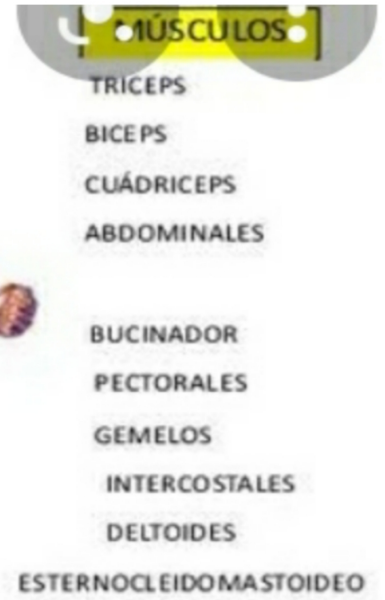 MÚSCULOS
TRICEPS
BICEPS
CUÁDRICEPS
ABDOMINALES
BUCINADOR
PECTORALES
GEMELOS
INTERCOSTALES
DELTOIDES
ESTERNOCLEIDOMASTOIDEO